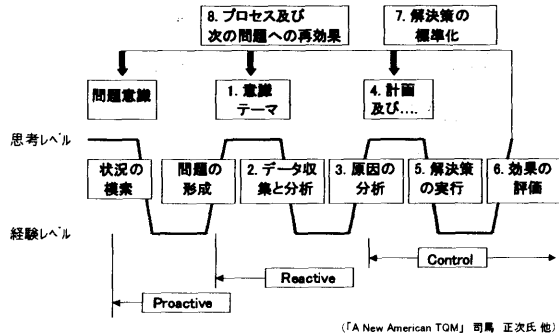 8. プロセス及び
次の問題への再効果
7. 解決策の
標準化
問題意識
1. 意識
テーマ
4. 計画
及び....
思考レベル
状況の
模索
問題の
形成
2. データ収
集と分析
3. 原因の
分析
5. 解決策
の実行
6. 効果の
評価
経験レベル
Control
Reactive
Proactive
(「A New American TQM」 司馬 正次氏 他)